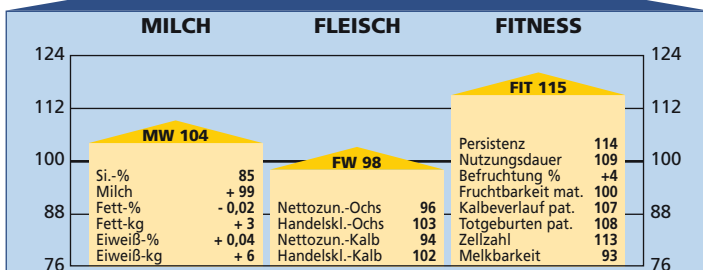 MILCH FLEISCH FITNESS
124 124
FIT 115
112 112
MW 104
Persistenz 114
100 FW 98 Nutzungsdauer 109 100
Si.-% 85 Befruchtung % +4
Milch + 99 Fruchtbarkeit mat. 100
88 Fett-% - 0,02 Nettozun.-Ochs 96 Kalbeverlauf pat. 107 88
Fett-kg + 3 Handelskl.-Ochs 103 Totgeburten pat. 108
Eiweiß-% + 0,04 Nettozun.-Kalb 94 Zellzahl 113
76 Eiweiß-kg + 6 Handelskl.-Kalb 102 Melkbarkeit 93 76